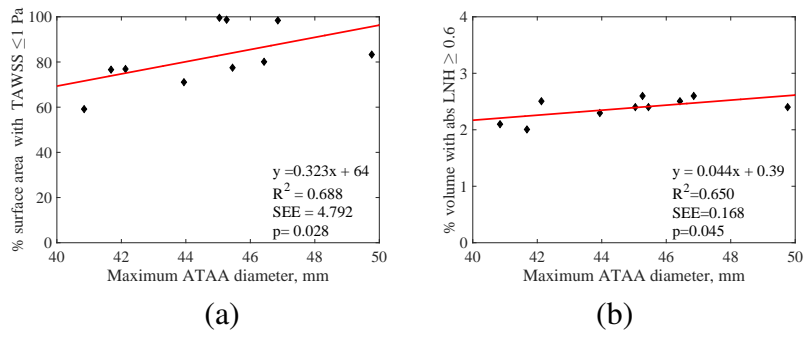 (a)
% surface area with TAWSS ≤1 Pa
100
80
60
40
20
0
y =0.323x + 64
R² = 0.688
SEE = 4.792
p= 0.028
40 42 44 46 48 50
Maximum ATAA diameter, mm
(a)
(b)
% volume with abs LNH ≥ 0.6
4
3
2
1
0
y = 0.044x + 0.39
R²=0.650
SEE=0.168
p=0.045
40 42 44 46 48 50
Maximum ATAA diameter, mm
(b)